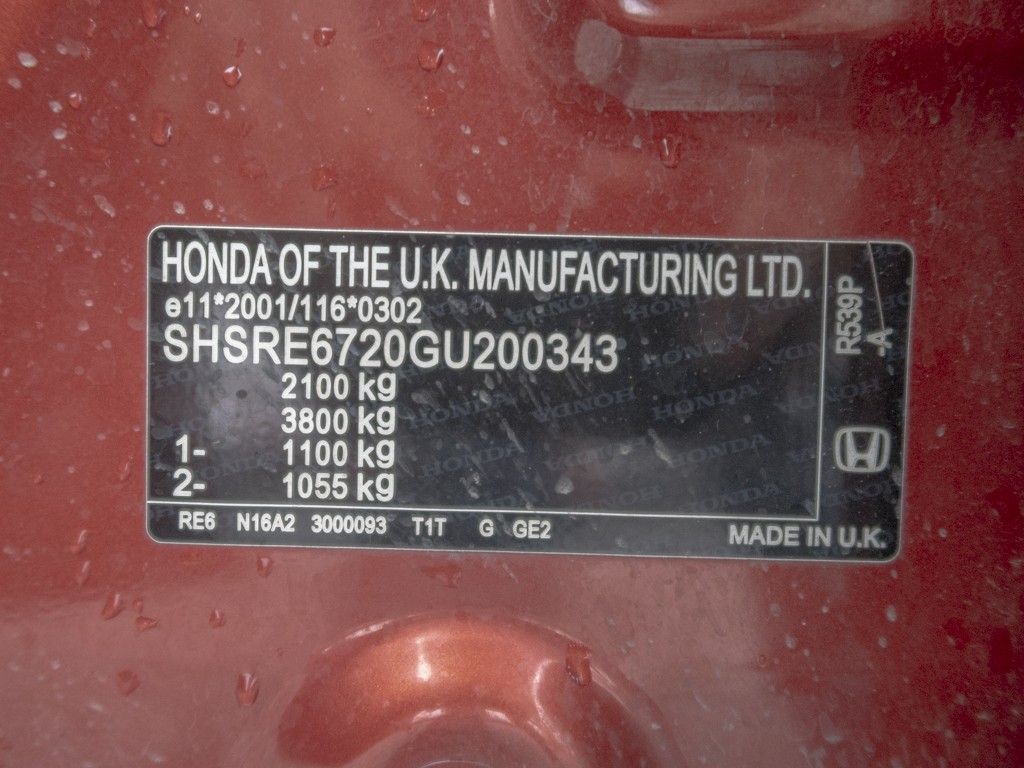 HONDA OF THE U.K. MANUFACTURING LTD.
e11*2001/116*0302
SHSRE6720GU200343
2100 kg
3800 kg
1- 1100 kg
2- 1055 kg
RE6 N16A2 3000093 T1T G GE2
MADE IN U.K.
R539P
-A